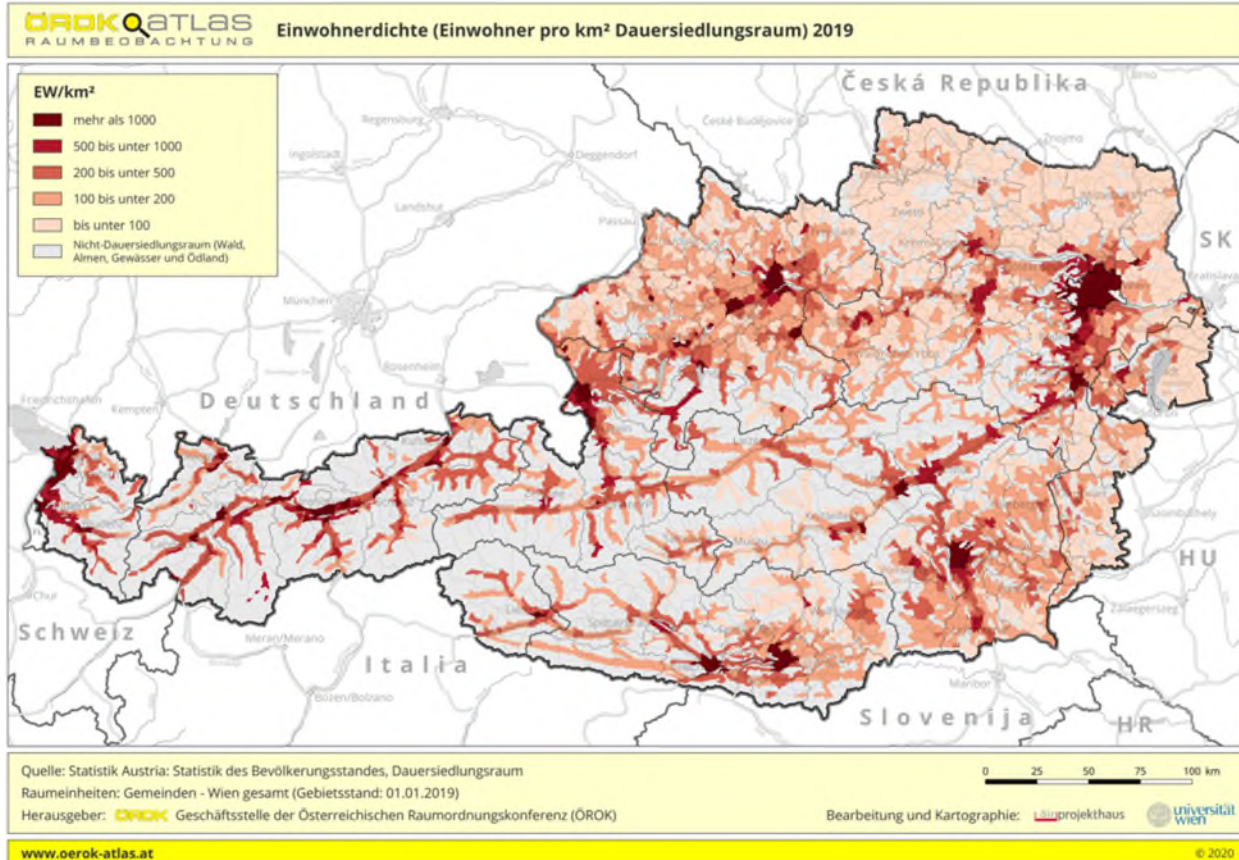 ÖROK ATLAS
RAUMBEOBACHTUNG
Einwohnerdichte (Einwohner pro km² Dauersiedlungsraum) 2019
EW/km²
mehr als 1000
500 bis unter 1000
200 bis unter 500
100 bis unter 200
bis unter 100
Nicht-Dauersiedlungsraum (Wald,
Almen, Gewässer und Ödland)
Česká Republika
Brno
Regensburg
České Budějovice
Znojmo
Ingolstadt
Deggendorf
Landshut
Passau
Zwettl
SK
Bratislava
München
Rosenheim
Friedrichshafen
Kempten
Deutschland
HU
Chur
Schweiz
Meran/Merano
Italia
Bozen/Bolzano
Zalaegerszeg
Maribor
Slovenija
HR
Quelle: Statistik Austria: Statistik des Bevölkerungsstandes, Dauersiedlungsraum
Raumeinheiten: Gemeinden - Wien gesamt (Gebietsstand: 01.01.2019)
Herausgeber: ÖROK Geschäftsstelle der Österreichischen Raumordnungskonferenz (ÖROK)
0 25 50 75 100 km
Bearbeitung und Kartographie: projekthaus universität wien
www.oerok-atlas.at
© 2020